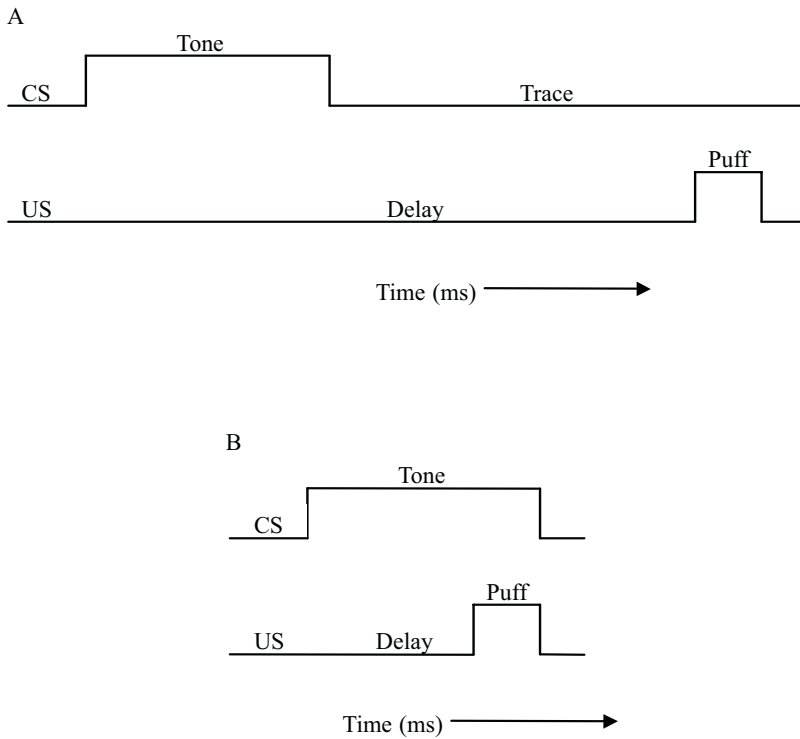 A
Tone
CS
Trace
Puff
US
Delay
Time (ms)
B
Tone
CS
Puff
US
Delay
Time (ms)